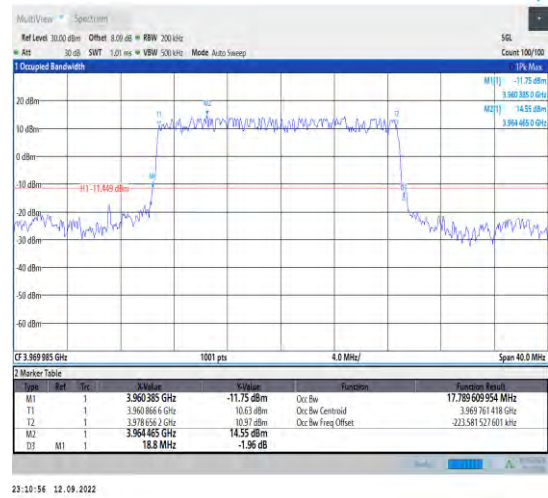 MultiView Spectrum
Ref Level 30.00 dBm Offset 8.09 dB RBW 200 kHz SGL
Att 30 dB SWT 1.01 ms VBW 500 kHz Mode Auto Sweep Count 100/100
1 Occupied Bandwidth 1Pk Max
M1[1] -11.75 dBm
3.960 385 0 GHz
M2[1] 14.55 dBm
3.964 465 0 GHz
20 dBm
10 dBm
0 dBm
-10 dBm
H1 -11.449 dBm
-20 dBm
-30 dBm
-40 dBm
-50 dBm
-60 dBm
CF 3.969 985 GHz 1001 pts 4.0 MHz/ Span 40.0 MHz
2 Marker Table
Type Ref Trc X-Value Y-Value Function Function Result
M1 1 3.960 385 GHz -11.75 dBm Occ Bw 17.789 609 954 MHz
T1 1 3.960 866 6 GHz 10.63 dBm Occ Bw Centroid 3.969 761 418 GHz
T2 1 3.978 656 2 GHz 10.97 dBm Occ Bw Freq Offset -223.581 527 601 kHz
M2 1 3.964 465 GHz 14.55 dBm
D3 M1 1 18.8 MHz -1.96 dB
23:10:56 12.09.2022